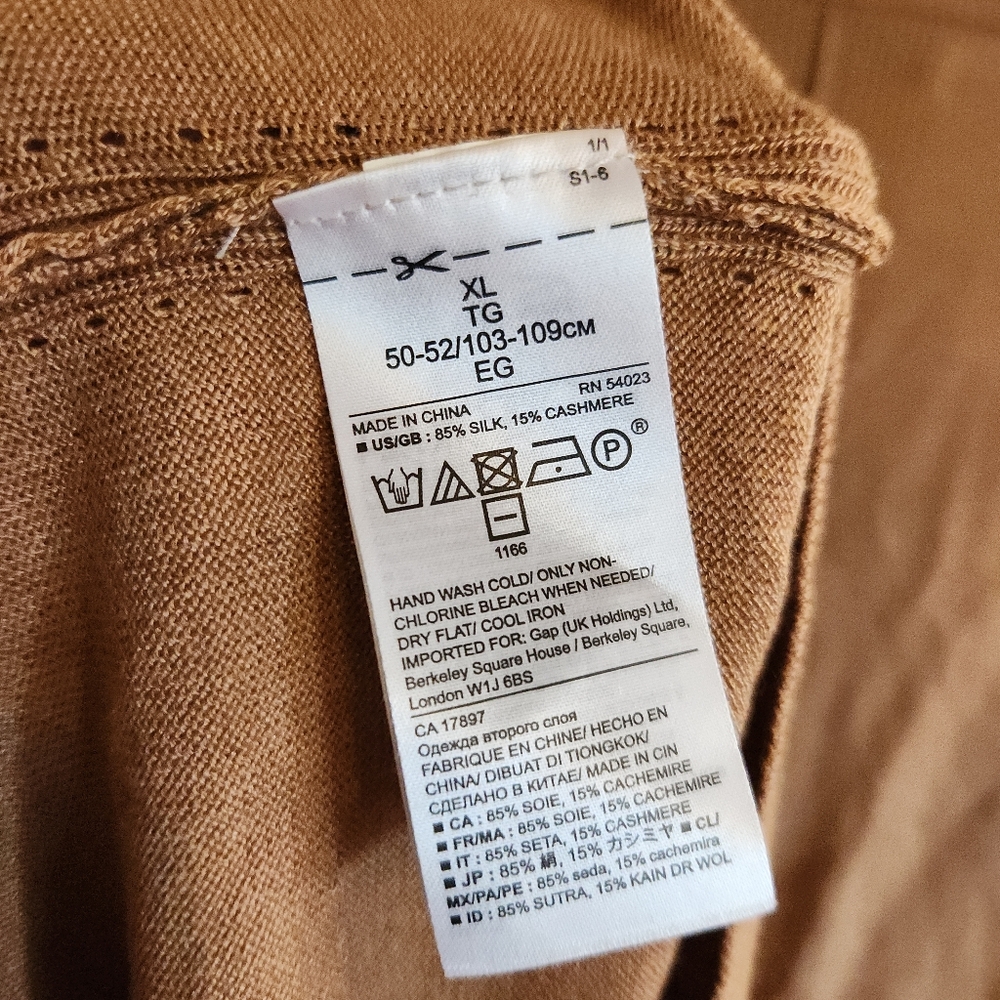 1/1
S1-6
XL
TG
50-52/103-109CM
EG
MADE IN CHINA RN 54023
■ US/GB : 85% SILK, 15% CASHMERE
P ®
1166
HAND WASH COLD/ ONLY NON-
CHLORINE BLEACH WHEN NEEDED/
DRY FLAT/ COOL IRON
IMPORTED FOR: Gap (UK Holdings) Ltd,
Berkeley Square House / Berkeley Square,
London W1J 6BS
CA 17897
Одежда второго слоя
FABRIQUE EN CHINE/ HECHO EN
CHINA/ DIBUAT DI TIONGKOK/
СДЕЛАНО В КИТАЕ/ MADE IN CIN
■ CA : 85% SOIE, 15% CACHEMIRE
■ FR/MA : 85% SOIE, 15% CACHEMIRE
■ IT : 85% SETA, 15% CASHMERE
■ JP : 85% 絹, 15% カシミヤ ■ CL/
MX/PA/PE : 85% seda, 15% cachemira
■ ID : 85% SUTRA, 15% KAIN DR WOL